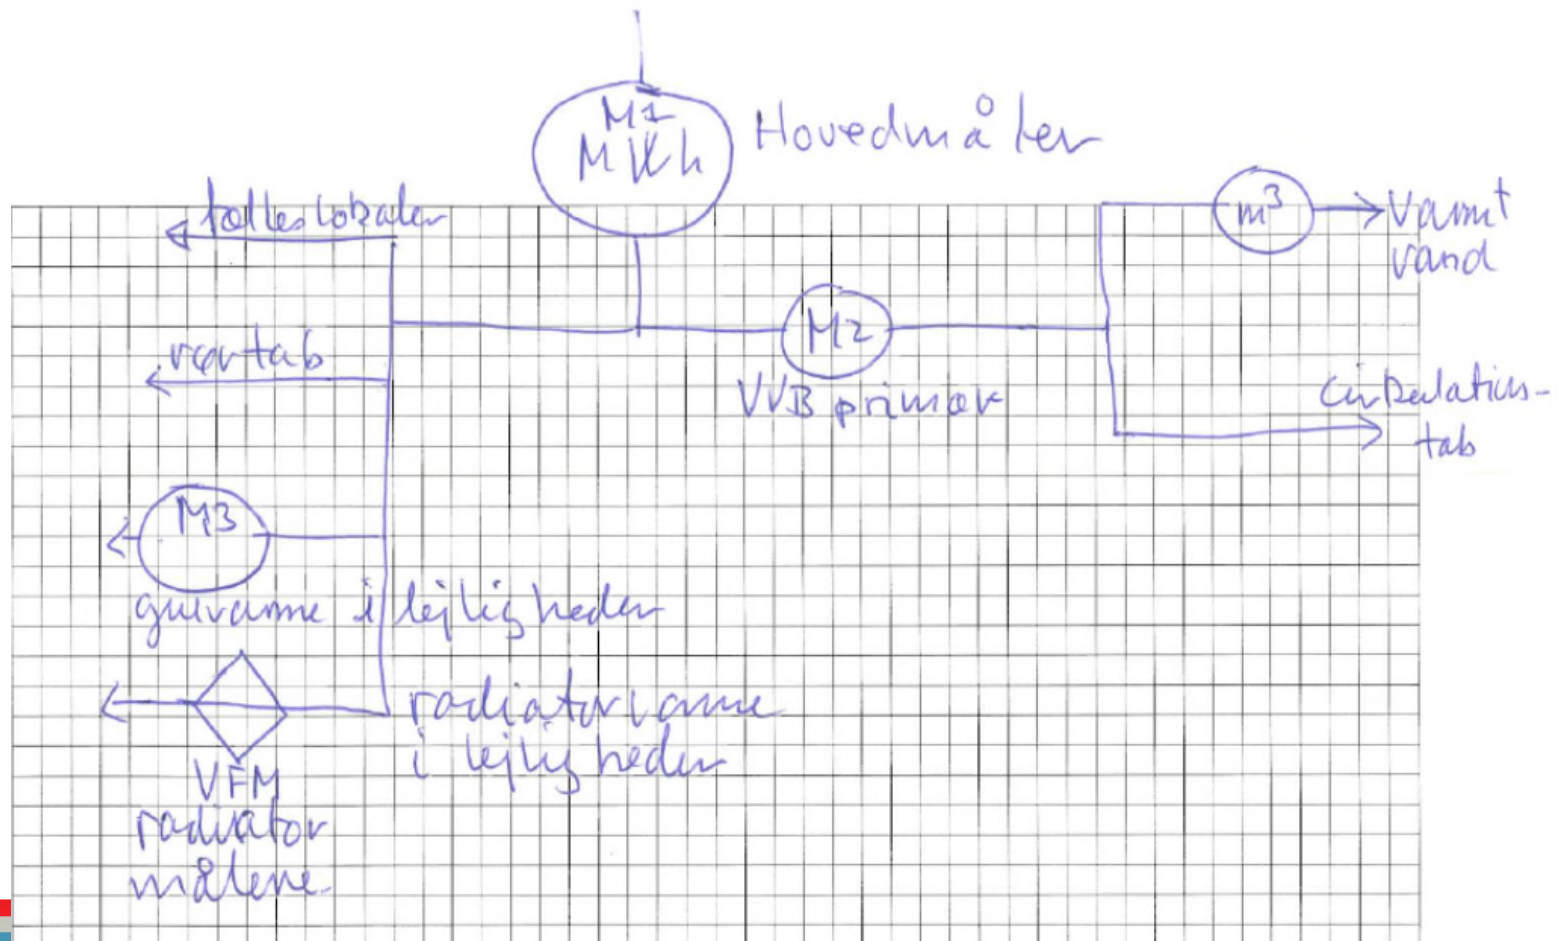 M1
MWh
Hovedmåler
fælleslokaler
m³
Varmt
vand
M2
VVB primær
rørtab
Cirkulations-
tab
M3
gulvvarme i lejligheder
radiatorvarme
i lejligheder
VFM
radiator
målere